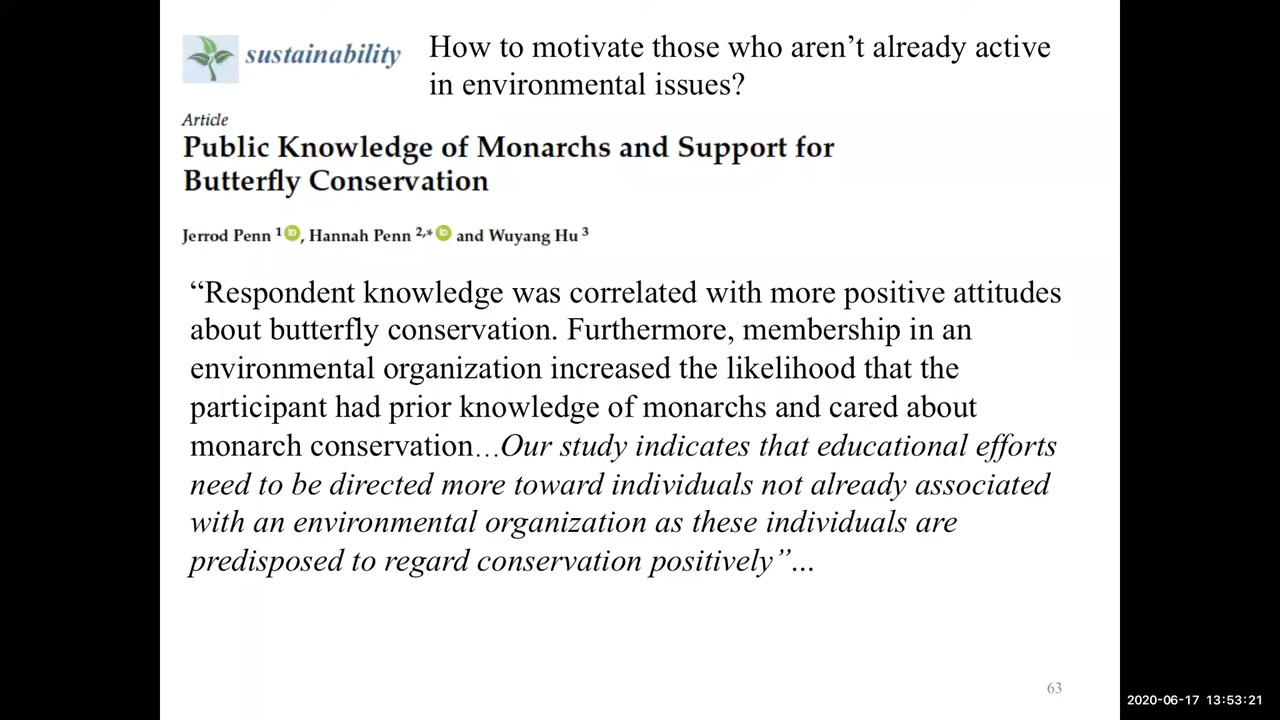 sustainability
How to motivate those who aren’t already active
in environmental issues?
Article
Public Knowledge of Monarchs and Support for
Butterfly Conservation
Jerrod Penn 1 iD, Hannah Penn 2,* iD and Wuyang Hu 3
“Respondent knowledge was correlated with more positive attitudes
about butterfly conservation. Furthermore, membership in an
environmental organization increased the likelihood that the
participant had prior knowledge of monarchs and cared about
monarch conservation…Our study indicates that educational efforts
need to be directed more toward individuals not already associated
with an environmental organization as these individuals are
predisposed to regard conservation positively”...
63
2020-06-17 13:53:21